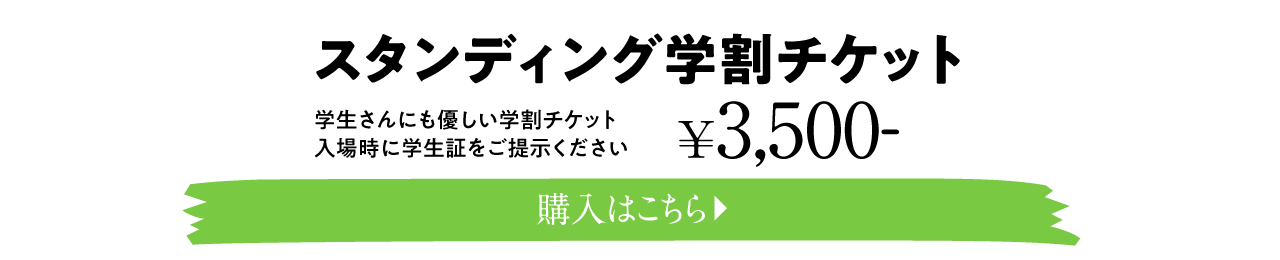 スタンディング学割チケット
学生さんにも優しい学割チケット
入場時に学生証をご提示ください
¥3,500-
購入はこちら▶